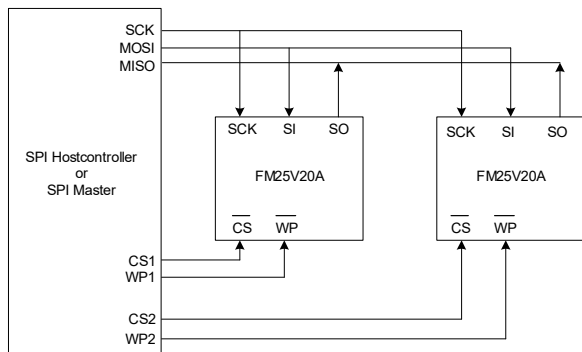 SCK
MOSI
MISO
SPI Hostcontroller
or
SPI Master
CS1
WP1
CS2
WP2
SCK SI SO
FM25V20A
CS WP
SCK SI SO
FM25V20A
CS WP